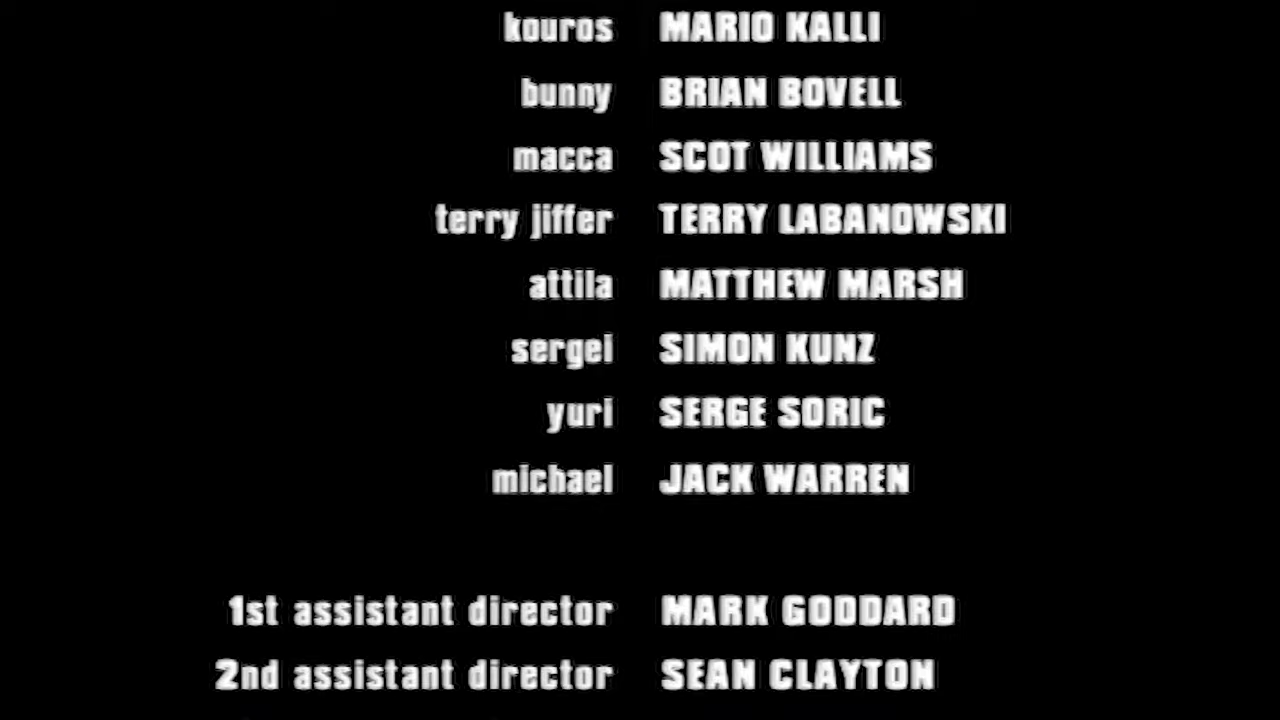 kouros MARIO KALLI
bunny BRIAN BOVELL
macca SCOT WILLIAMS
terry jiffer TERRY LABANOWSKI
attila MATTHEW MARSH
sergei SIMON KUNZ
yuri SERGE SORIC
michael JACK WARREN
1st assistant director MARK GODDARD
2nd assistant director SEAN CLAYTON